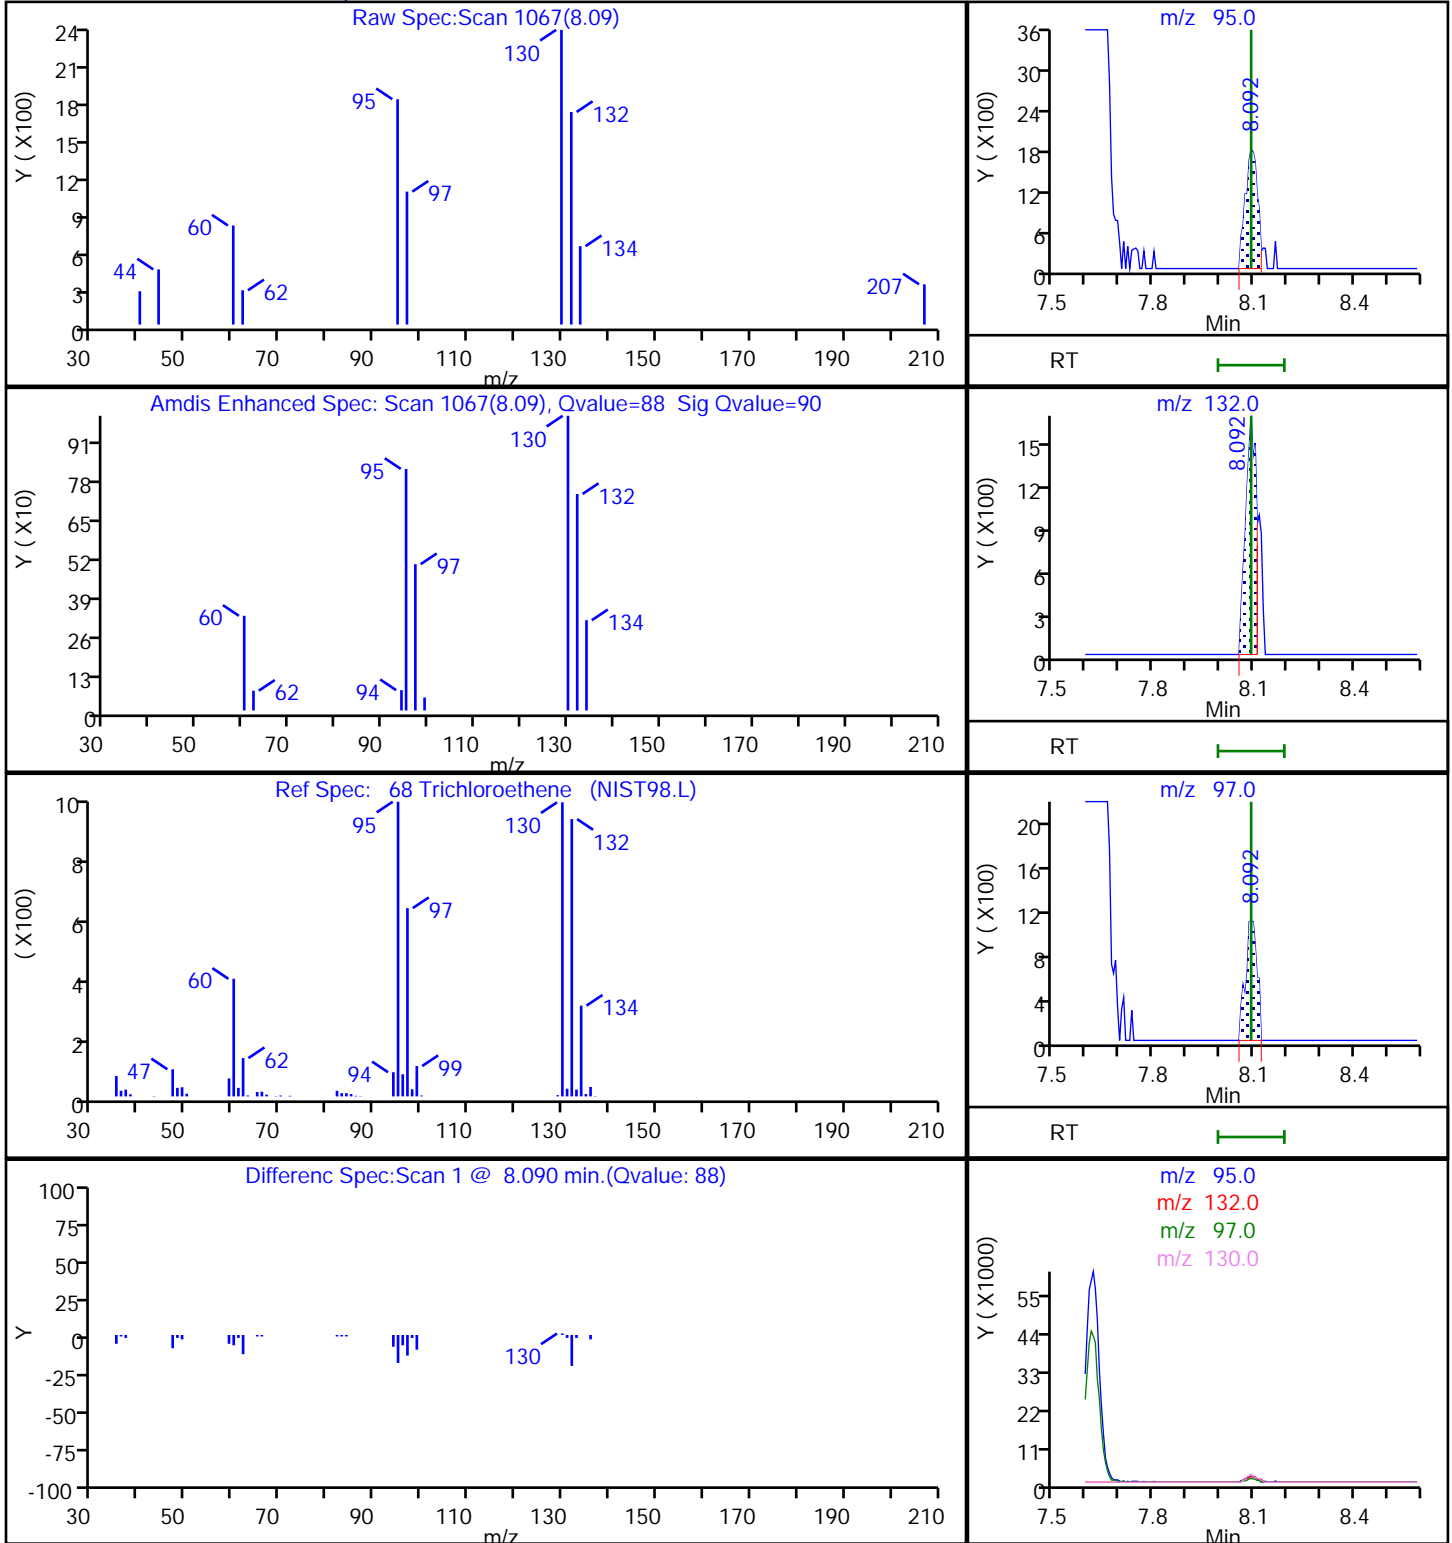 Raw Spec:Scan 1067(8.09)
Y ( X100)
24
21
18
15
12
9
6
3
0
130
95
132
97
60
134
44
62
207
30 50 70 90 110 130 150 170 190 210
m/z
m/z 95.0
Y ( X100)
36
30
24
18
12
6
0
8.092
7.5 7.8 8.1 8.4
Min
RT
Amdis Enhanced Spec: Scan 1067(8.09), Qvalue=88 Sig Qvalue=90
Y ( X10)
91
78
65
52
39
26
13
0
130
95
132
97
60
134
62
94
30 50 70 90 110 130 150 170 190 210
m/z
m/z 132.0
Y ( X100)
15
12
9
6
3
0
8.092
7.5 7.8 8.1 8.4
Min
RT
Ref Spec: 68 Trichloroethene (NIST98.L)
( X100)
10
8
6
4
2
0
95
130
132
97
60
134
47
62
94
99
30 50 70 90 110 130 150 170 190 210
m/z 97.0
Y ( X100)
20
16
12
8
4
0
8.092
7.5 7.8 8.1 8.4
Min
RT
Differenc Spec:Scan 1 @ 8.090 min.(Qvalue: 88)
Y
100
75
50
25
0
-25
-50
-75
-100
130
30 50 70 90 110 130 150 170 190 210
m/z
m/z 95.0
m/z 132.0
m/z 97.0
m/z 130.0
Y ( X1000)
55
44
33
22
11
0
7.5 7.8 8.1 8.4
Min